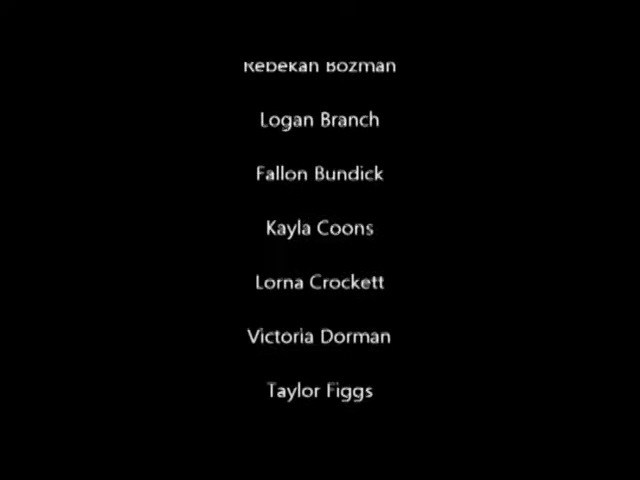 Rebekah Bozman
Logan Branch
Fallon Bundick
Kayla Coons
Lorna Crockett
Victoria Dorman
Taylor Figgs